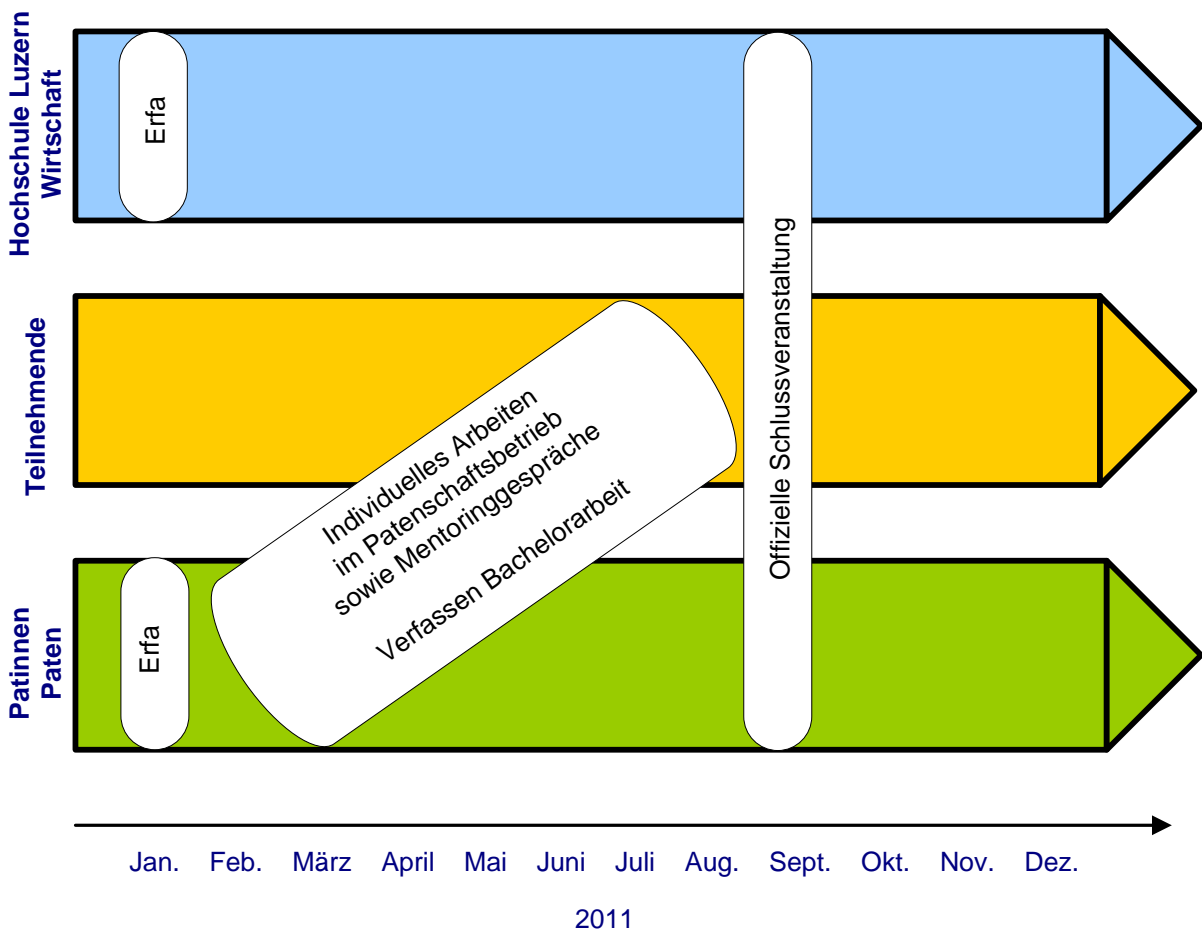 Hochschule Luzern
Wirtschaft
Erfa
Teilnehmende
Individuelles Arbeiten
im Patenschaftsbetrieb
sowie Mentoringgespräche
Verfassen Bachelorarbeit
Offizielle Schlussveranstaltung
Patinnen
Paten
Erfa
Jan. Feb. März April Mai Juni Juli Aug. Sept. Okt. Nov. Dez.
2011